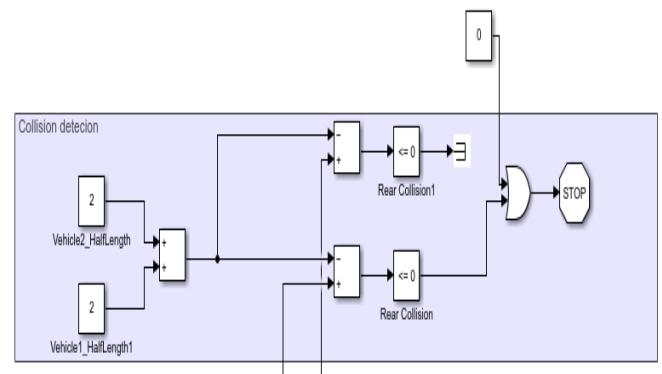 0
Collision detecion
−
+
<= 0
Rear Collision1
2
Vehicle2_HalfLength
+
+
STOP
−
+
<= 0
Rear Collision
2
Vehicle1_HalfLength1